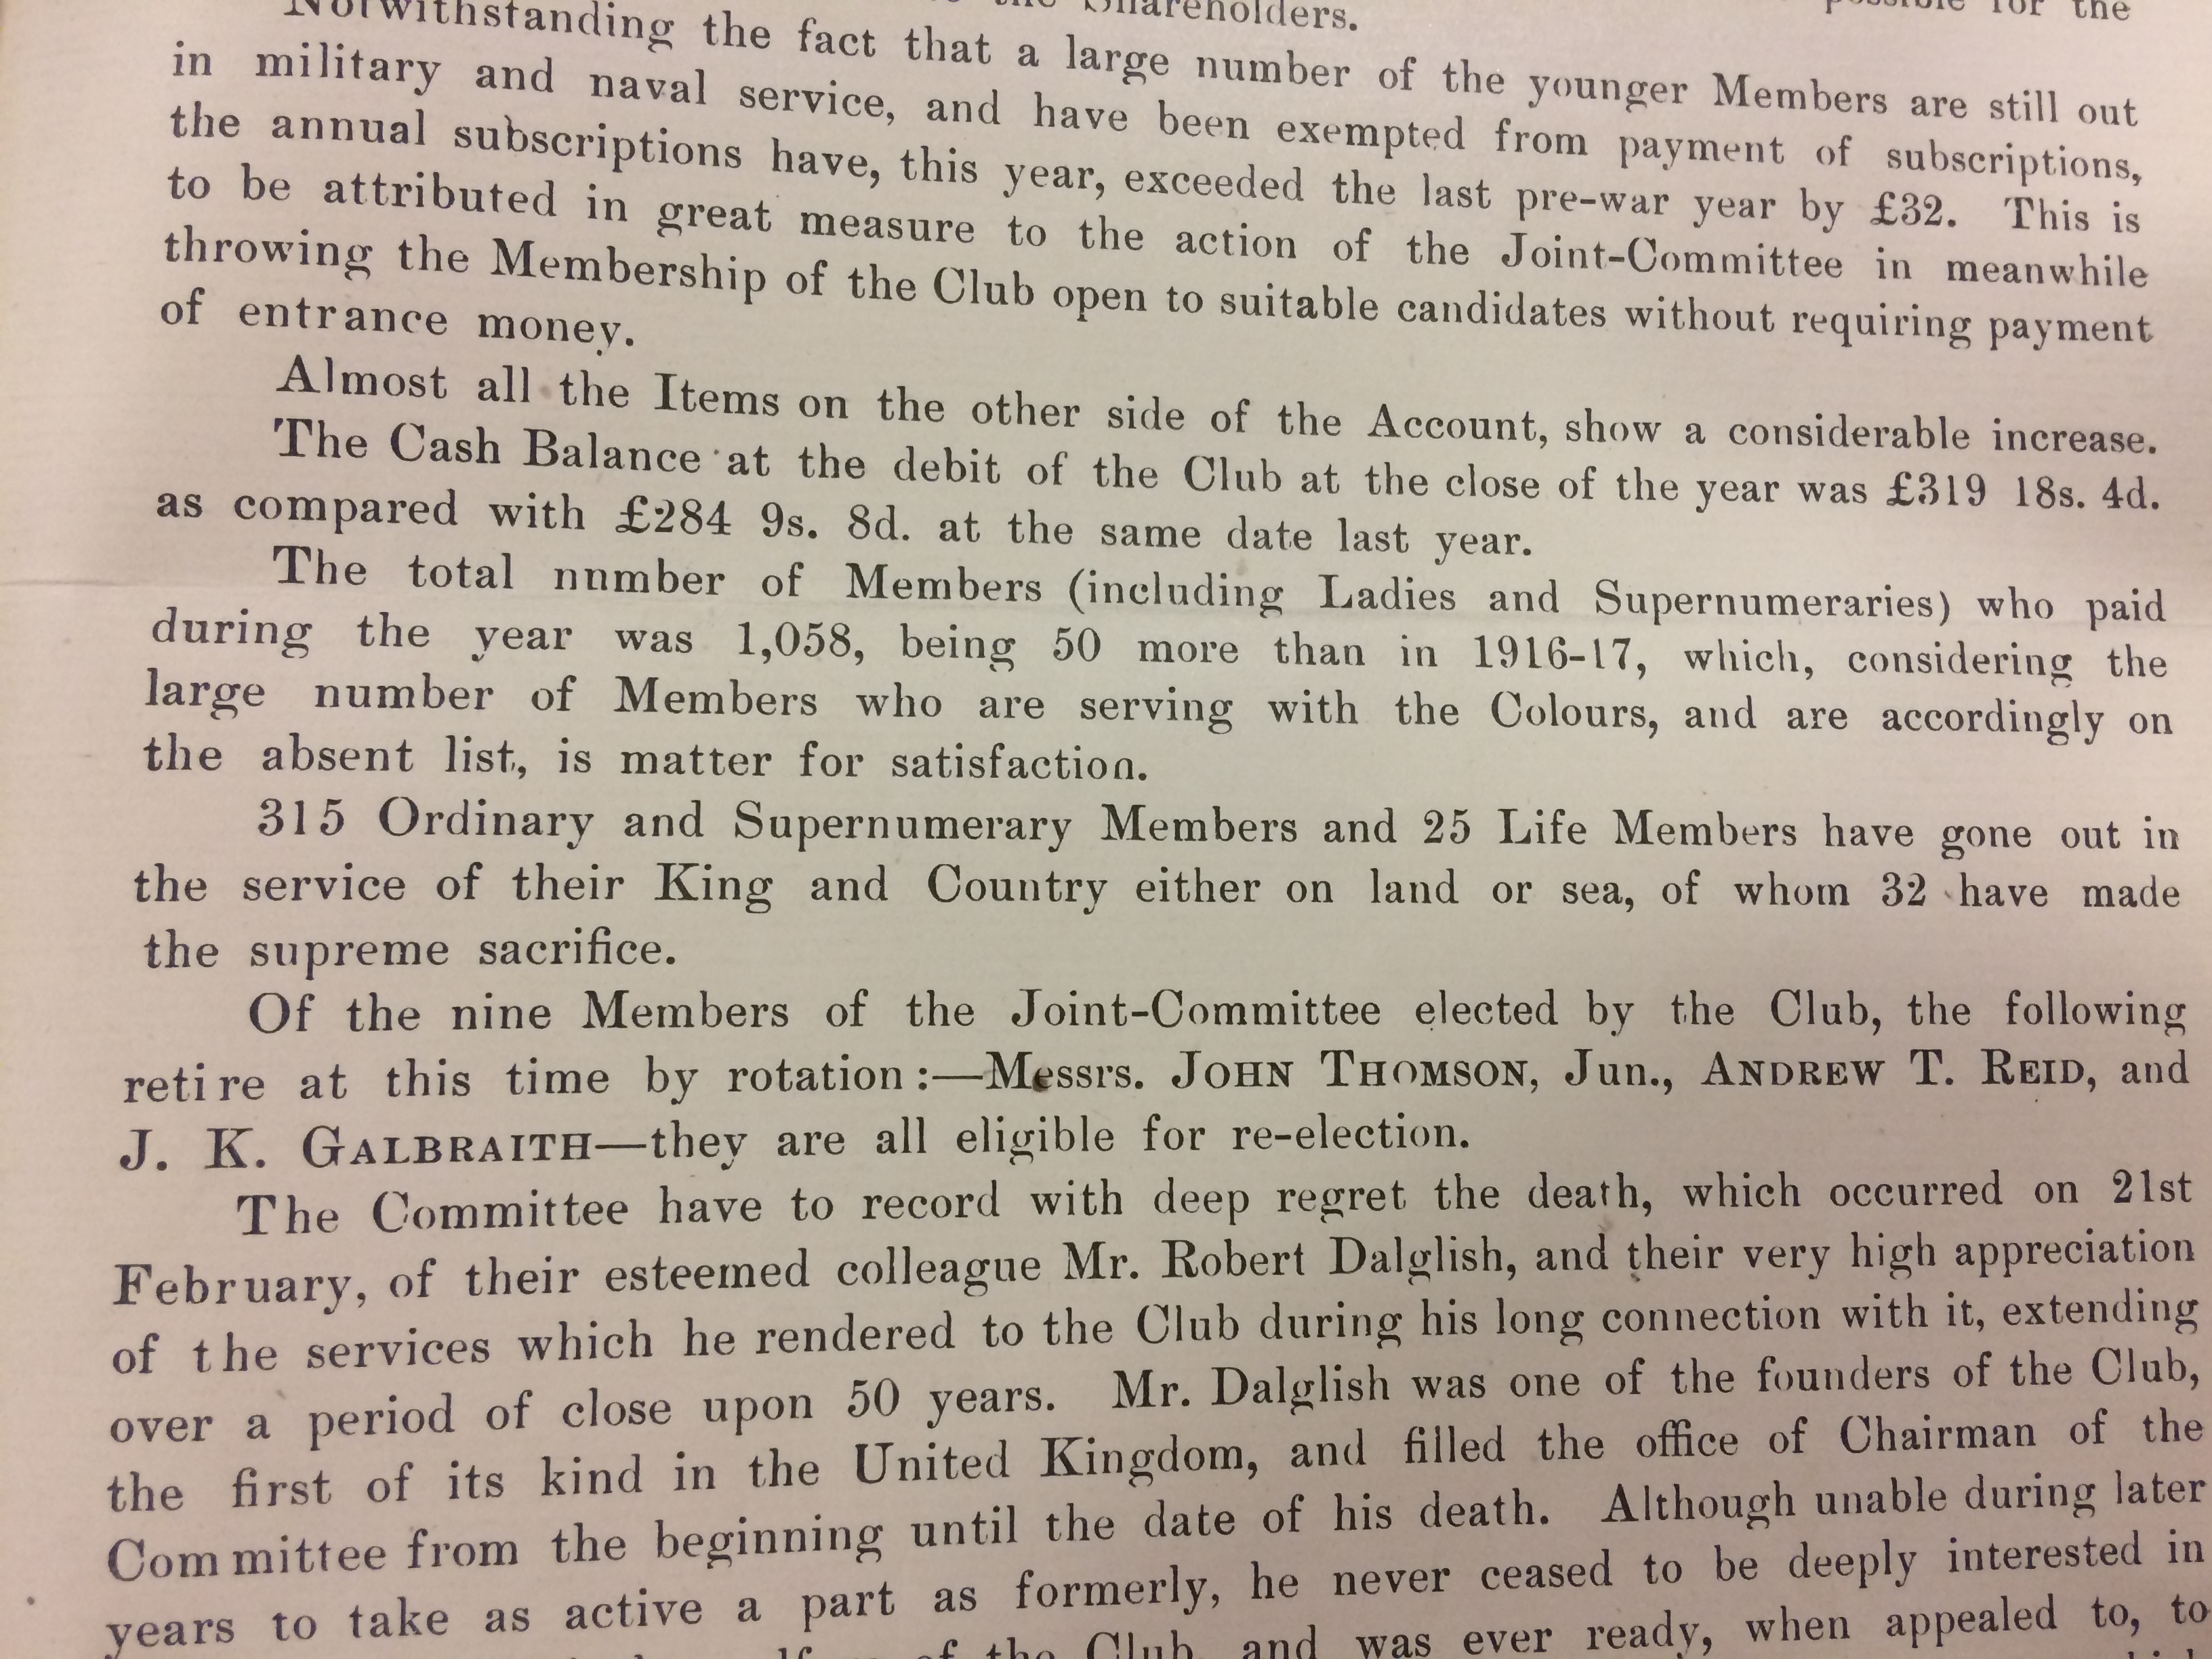 the Shareholders. possible for the
Notwithstanding the fact that a large number of the younger Members are still out
in military and naval service, and have been exempted from payment of subscriptions,
the annual subscriptions have, this year, exceeded the last pre-war year by £32. This is
to be attributed in great measure to the action of the Joint-Committee in meanwhile
throwing the Membership of the Club open to suitable candidates without requiring payment
of entrance money.
Almost all the Items on the other side of the Account, show a considerable increase.
The Cash Balance at the debit of the Club at the close of the year was £319 18s. 4d.
as compared with £284 9s. 8d. at the same date last year.
The total nnmber of Members (including Ladies and Supernumeraries) who paid
during the year was 1,058, being 50 more than in 1916-17, which, considering the
large number of Members who are serving with the Colours, and are accordingly on
the absent list, is matter for satisfaction.
315 Ordinary and Supernumerary Members and 25 Life Members have gone out in
the service of their King and Country either on land or sea, of whom 32 have made
the supreme sacrifice.
Of the nine Members of the Joint-Committee elected by the Club, the following
retire at this time by rotation:—Messrs. JOHN THOMSON, Jun., ANDREW T. REID, and
J. K. GALBRAITH—they are all eligible for re-election.
The Committee have to record with deep regret the death, which occurred on 21st
February, of their esteemed colleague Mr. Robert Dalglish, and their very high appreciation
of the services which he rendered to the Club during his long connection with it, extending
over a period of close upon 50 years. Mr. Dalglish was one of the founders of the Club,
the first of its kind in the United Kingdom, and filled the office of Chairman of the
Committee from the beginning until the date of his death. Although unable during later
years to take as active a part as formerly, he never ceased to be deeply interested in
of the Club, and was ever ready, when appealed to, to